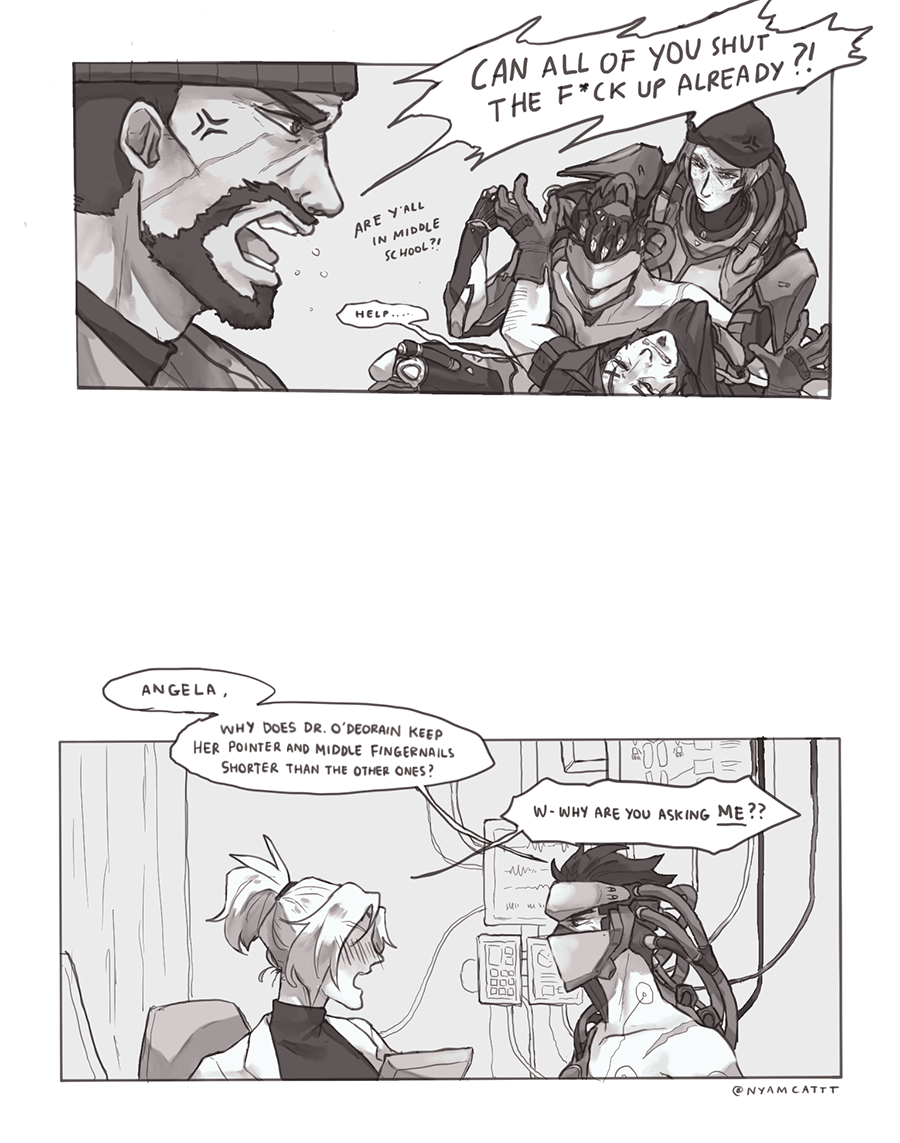 CAN ALL OF YOU SHUT
THE F*CK UP ALREADY?!
ARE Y'ALL
IN MIDDLE
SCHOOL?!
HELP....
ANGELA,
WHY DOES DR. O'DEORAIN KEEP
HER POINTER AND MIDDLE FINGERNAILS
SHORTER THAN THE OTHER ONES?
W-WHY ARE YOU ASKING ME??
@NYAMCATTT